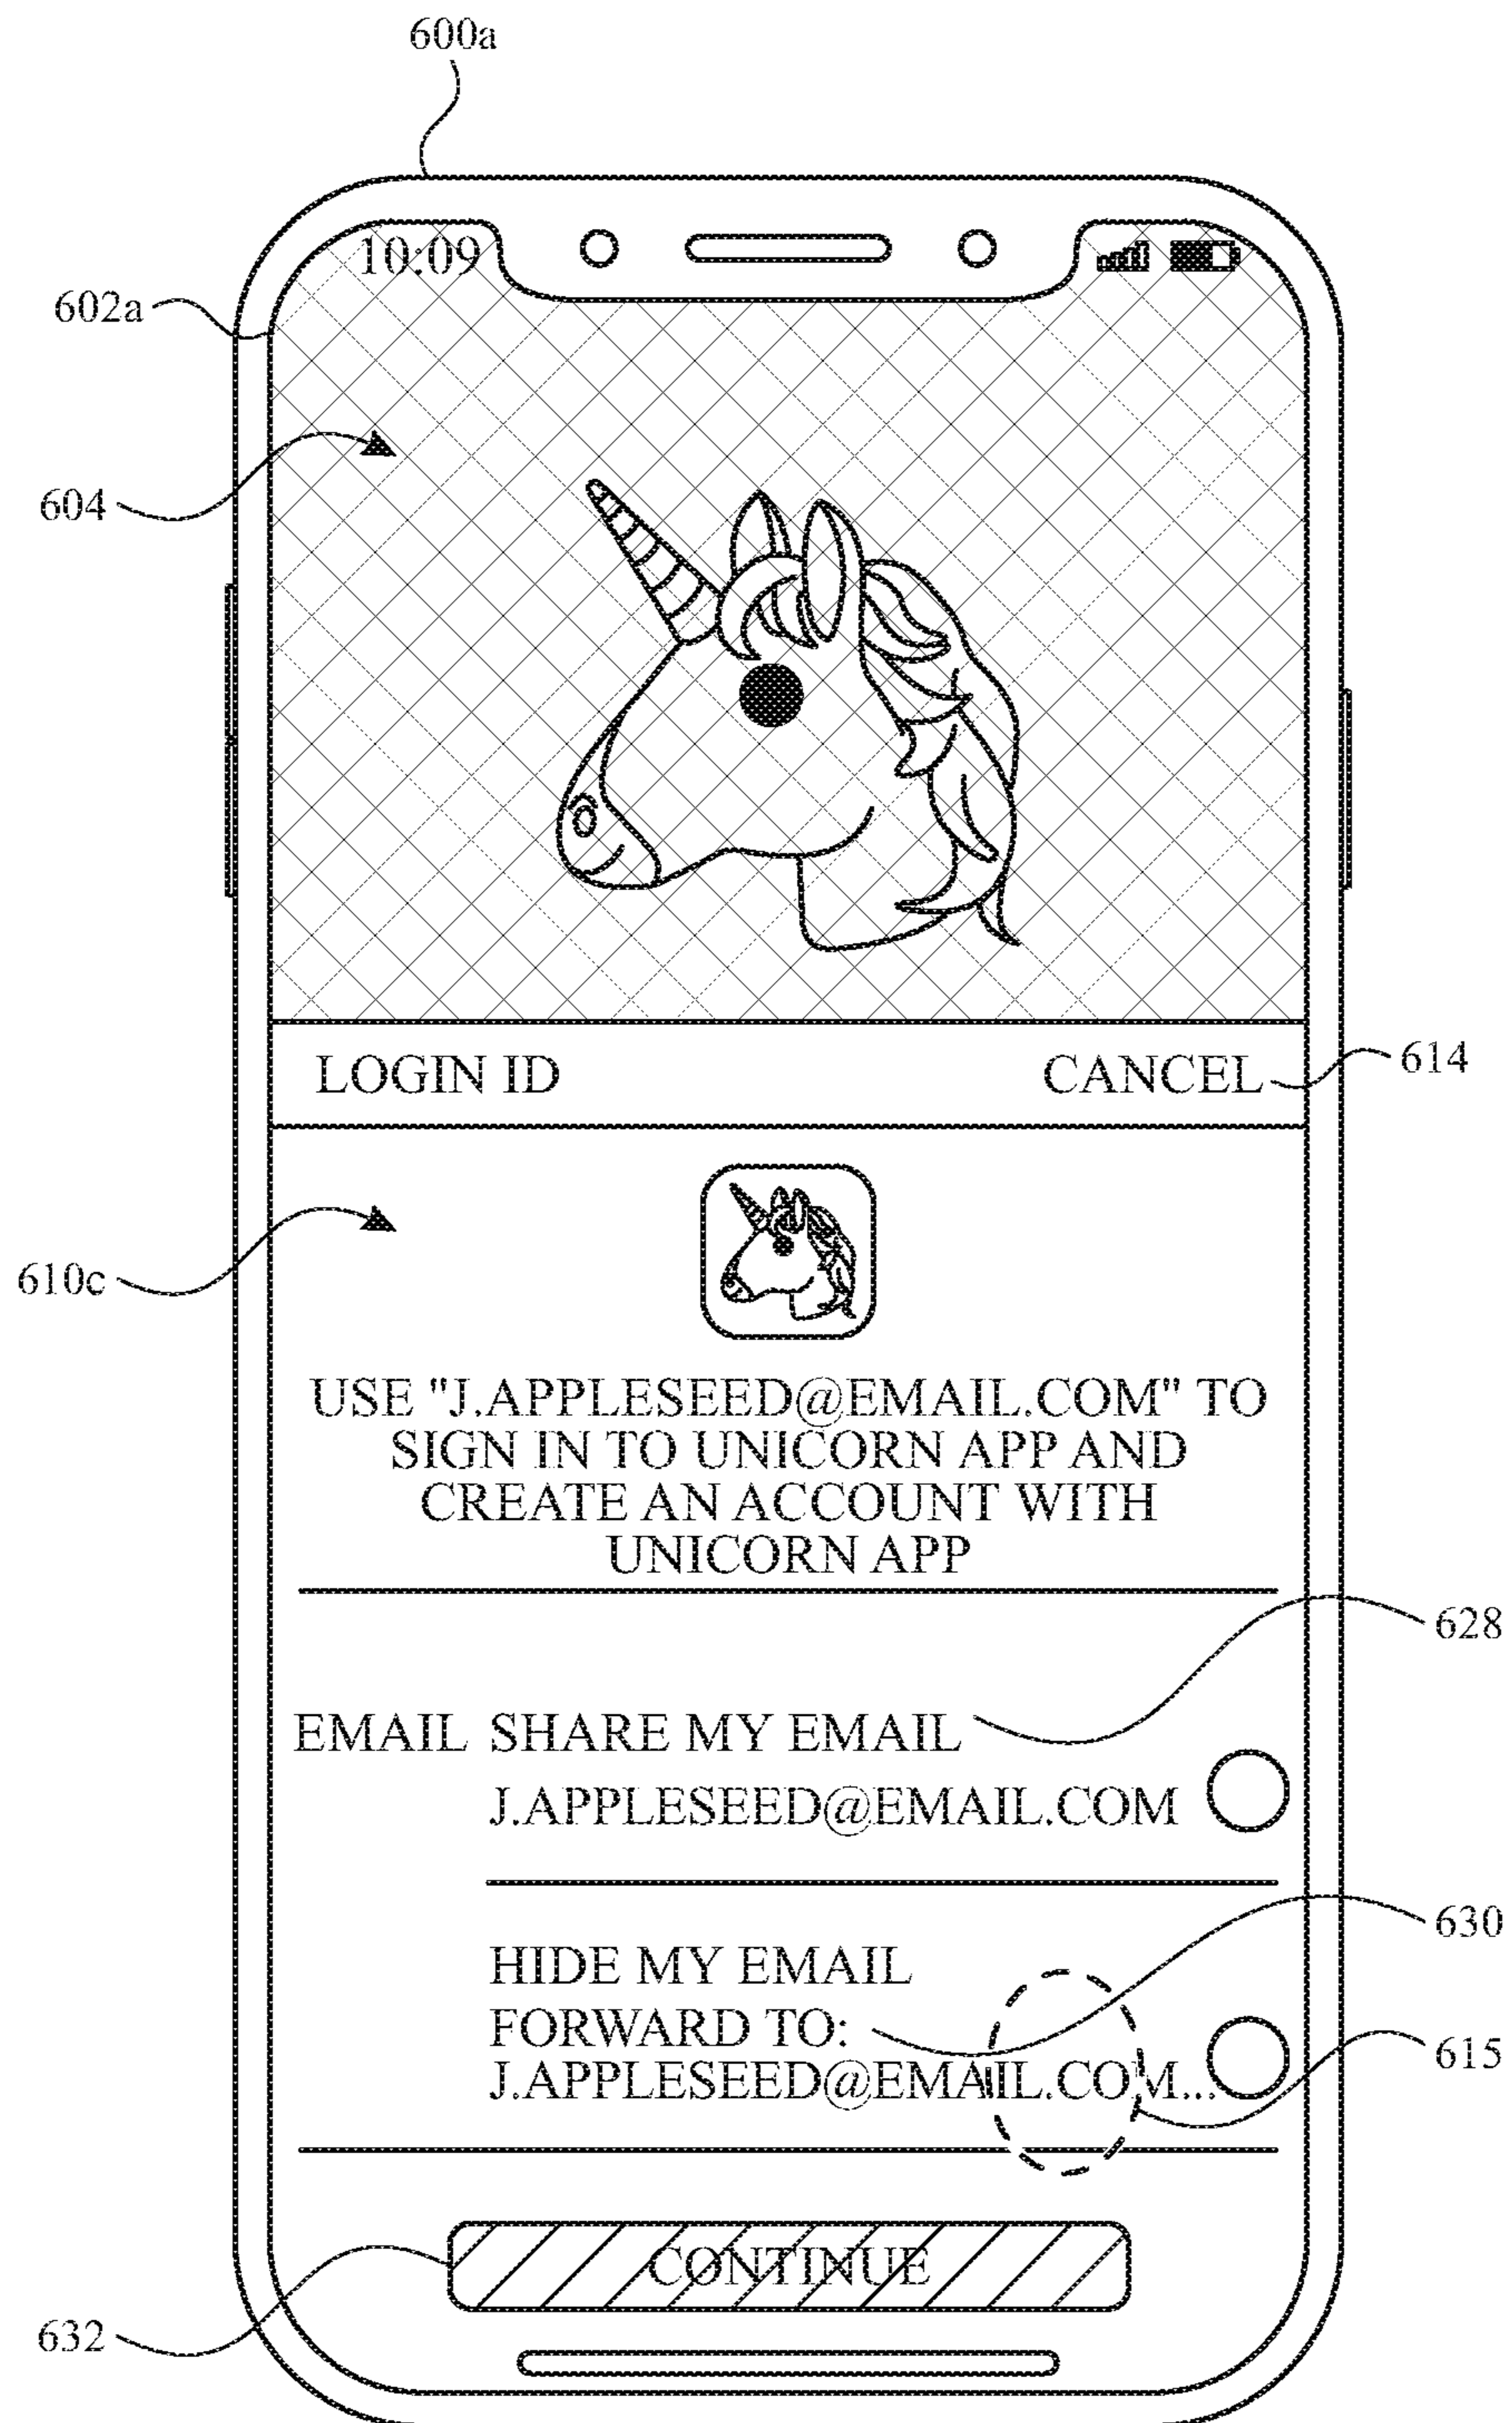 600a
10:09
602a
604
LOGIN ID CANCEL 614
610c
USE "J.APPLESEED@EMAIL.COM" TO
SIGN IN TO UNICORN APP AND
CREATE AN ACCOUNT WITH
UNICORN APP
628
EMAIL SHARE MY EMAIL
J.APPLESEED@EMAIL.COM
630
HIDE MY EMAIL
FORWARD TO:
615
J.APPLESEED@EMAIL.COM...
CONTINUE
632